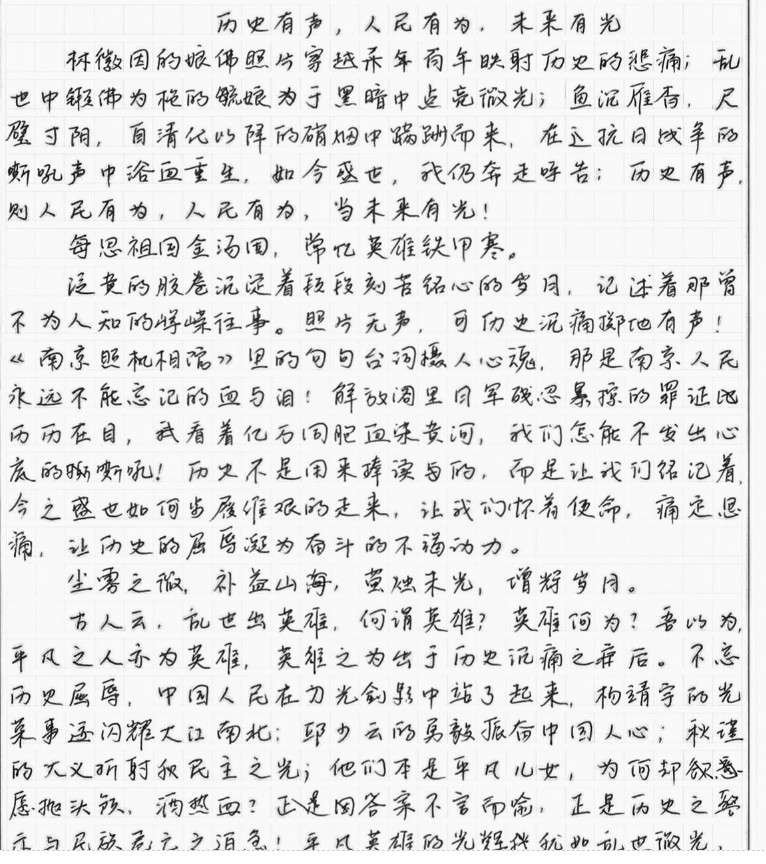 历史有声，人民有为，未来有光
林徽因的娘佛照片穿越承年百年映射历史的悲痛；乱
世中锻佛为枪的毓娘为于黑暗中点亮微光；鱼沉雁杳，尺
璧寸阴，自清代以降的硝烟中蹒跚而来，在这抗日战争的
嘶吼声中浴血重生，如今盛世，我仍奔走呼告：历史有声，
则人民有为，人民有为，当未来有光！
每思祖国金汤固，常忆英雄铁甲寒。
泛黄的胶卷沉淀着段段刻苦铭心的岁月，记述着那曾
不为人知的峥嵘往事。照片无声，可历史沉痛掷地有声！
《南京照机相馆》里的句句台词摄人心魂，那是南京人民
永远不能忘记的血与泪！解放阁里日军残忍暴掠的罪证比
历历在目，我看着亿万同胞血染黄河，我们怎能不发出心
底的嘶吼！历史不是用来捧读与的，而是让我们铭记着，
今之盛世如何步履维艰的走来，让我们怀着使命，痛定思
痛，让历史的屈辱凝为奋斗的不竭动力。
尘雾之微，补益山海，萤烛末光，增辉岁月。
古人云，乱世出英雄，何谓英雄？英雄何为？吾以为，
平凡之人亦为英雄，英雄之为出于历史沉痛之后。不忘
历史屈辱，中国人民在刀光剑影中站了起来，杨靖宇的光
荣事迹闪耀大江南北；邱少云的勇毅振奋中国人心；秋瑾
的大义折射民主之光；他们本是平凡儿女，为何却
愿抛头颅，洒热血？答案不言而喻，正是历史之
示与民族危亡之消息！平凡英雄的光辉犹如乱世微光，